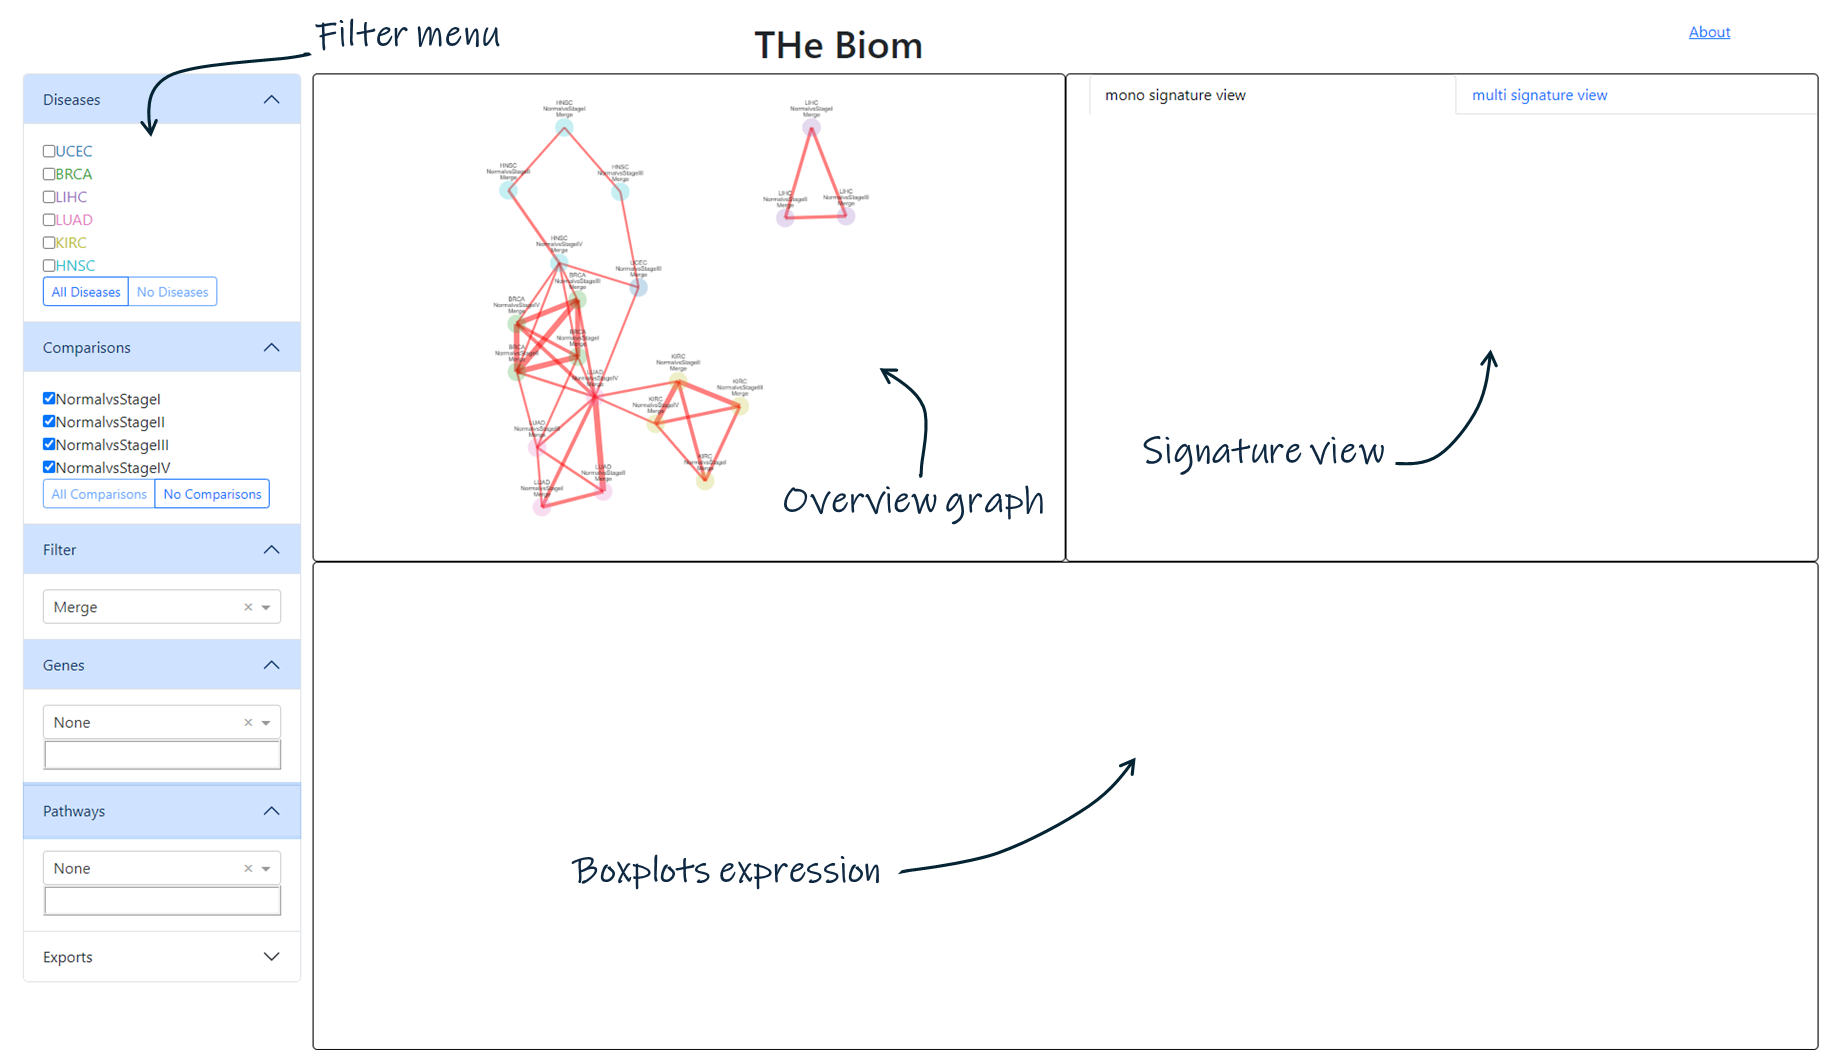 Filter menu
THe Biom
About
Diseases
UCEC
BRCA
LIHC
LUAD
KIRC
HNSC
All Diseases
No Diseases
Comparisons
NormalvsStageI
NormalvsStageII
NormalvsStageIII
NormalvsStageIV
All Comparisons
No Comparisons
Filter
Merge
Genes
None
Pathways
None
Exports
HNSC
NormalvsStageI
Merge
HNSC
NormalvsStageII
Merge
HNSC
NormalvsStageIII
Merge
HNSC
NormalvsStageIV
Merge
UCEC
NormalvsStageIII
Merge
BRCA
NormalvsStageIII
BRCA
NormalvsStageIV
Merge
BRCA
NormalvsStageI
Merge
BRCA
Merge
LUAD
NormalvsStageIV
Merge
KIRC
NormalvsStageII
Merge
KIRC
NormalvsStageIII
Merge
KIRC
NormalvsStageIV
Merge
KIRC
NormalvsStageI
Merge
LUAD
Merge
LUAD
NormalvsStageII
Merge
LUAD
NormalvsStageI
Merge
LIHC
NormalvsStageI
Merge
LIHC
NormalvsStageII
Merge
LIHC
NormalvsStageIII
Merge
Overview graph
mono signature view
multi signature view
Signature view
Boxplots expression